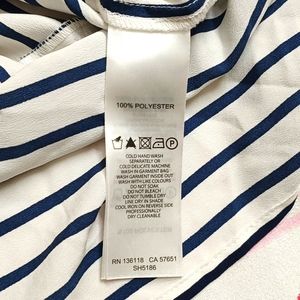 100% POLYESTER
COLD HAND WASH
SEPARATELY OR
COLD DELICATE MACHINE
WASH IN GARMENT BAG
WASH GARMENT INSIDE OUT
WASH WITH LIKE COLOURS
DO NOT SOAK
DO NOT BLEACH
DO NOT TUMBLE DRY
LINE DRY IN SHADE
COOL IRON ON REVERSE SIDE
PROFESSIONALLY
DRY CLEANABLE
RN 136118 CA 57651
SH5186